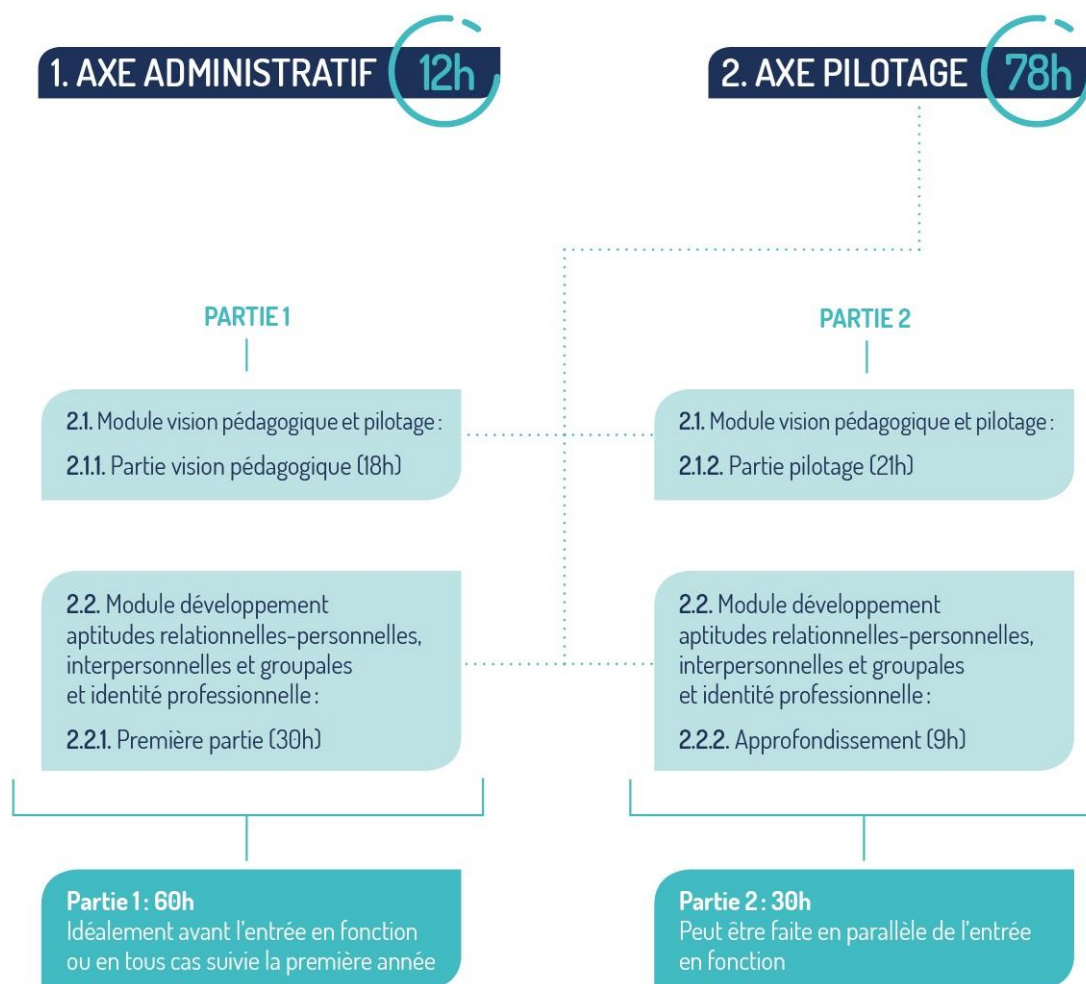 1. AXE ADMINISTRATIF 12h
2. AXE PILOTAGE 78h
PARTIE 1
2.1. Module vision pédagogique et pilotage :
2.1.1. Partie vision pédagogique (18h)
2.2. Module développement
aptitudes relationnelles-personnelles,
interpersonnelles et groupales
et identité professionnelle :
2.2.1. Première partie (30h)
Partie 1 : 60h
Idéalement avant l'entrée en fonction
ou en tous cas suivie la première année
PARTIE 2
2.1. Module vision pédagogique et pilotage :
2.1.2. Partie pilotage (21h)
2.2. Module développement
aptitudes relationnelles-personnelles,
interpersonnelles et groupales
et identité professionnelle :
2.2.2. Approfondissement (9h)
Partie 2 : 30h
Peut être faite en parallèle de l'entrée
en fonction